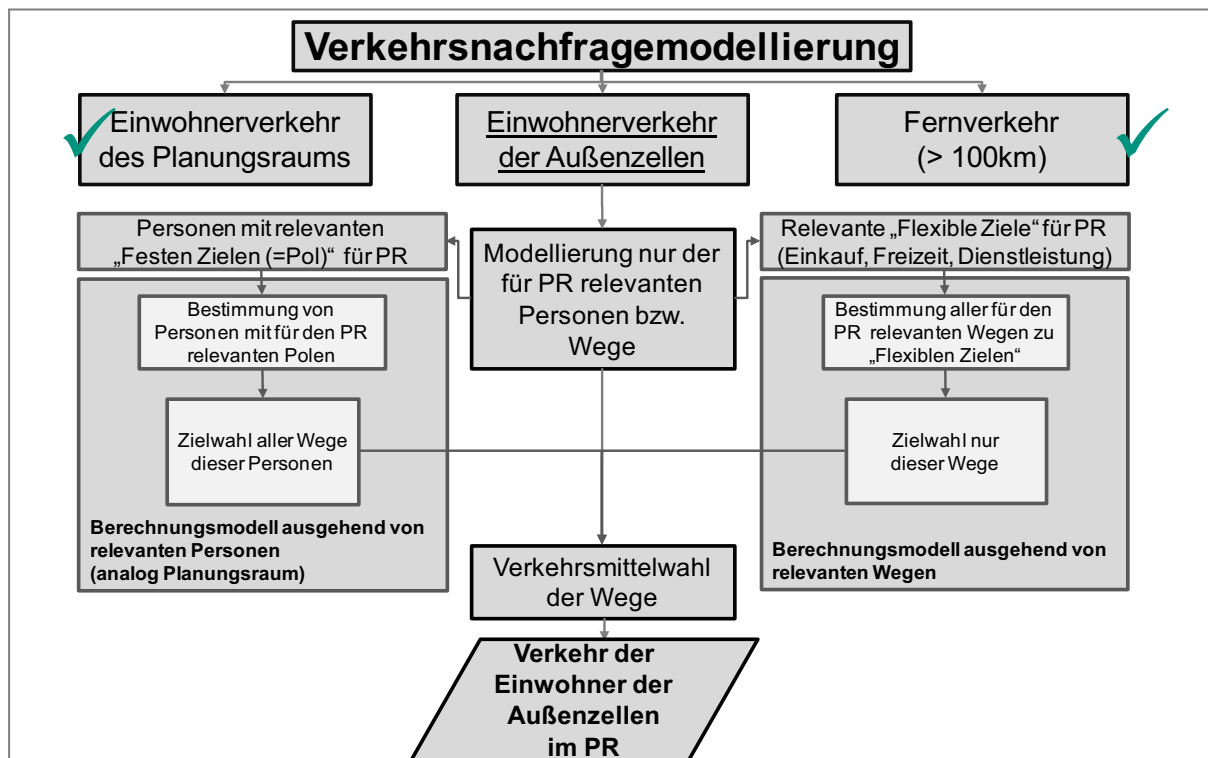 Verkehrsnachfragemodellierung
Einwohnerverkehr
des Planungsraums
Einwohnerverkehr
der Außenzellen
Fernverkehr
(> 100km)
Personen mit relevanten
„Festen Zielen (=Pol)“ für PR
Modellierung nur der
für PR relevanten
Personen bzw.
Wege
Relevante „Flexible Ziele“ für PR
(Einkauf, Freizeit, Dienstleistung)
Bestimmung von
Personen mit für den PR
relevanten Polen
Bestimmung aller für den
PR relevanten Wegen zu
„Flexiblen Zielen“
Zielwahl aller Wege
dieser Personen
Zielwahl nur
dieser Wege
Berechnungsmodell ausgehend von
relevanten Personen
(analog Planungsraum)
Berechnungsmodell ausgehend von
relevanten Wegen
Verkehrsmittelwahl
der Wege
Verkehr der
Einwohner der
Außenzellen
im PR